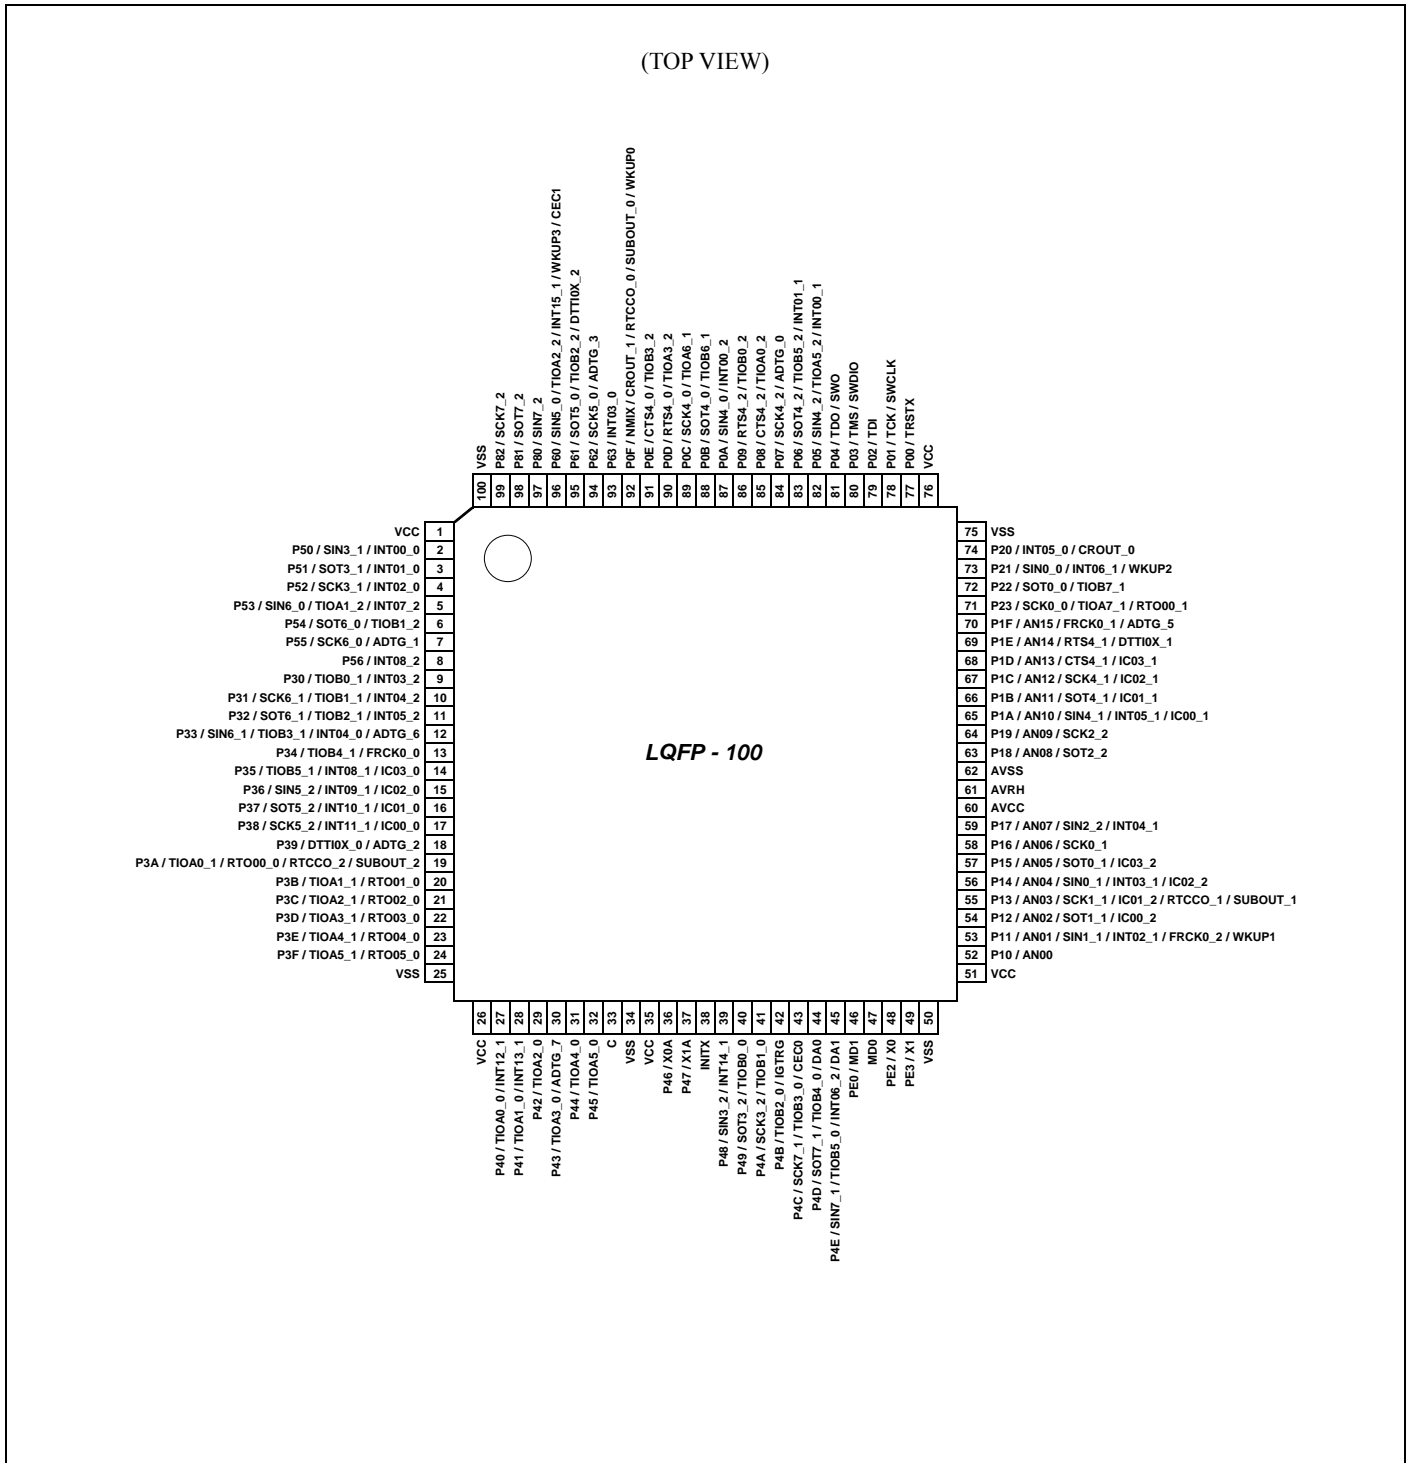 (TOP VIEW)
VSS
P82 / SCK7_2
P81 / SOT7_2
P80 / SIN7_2
P60 / SIN5_0 / TIOA2_2 / INT15_1 / WKUP3 / CEC1
P61 / SOT5_0 / TIOB2_2 / DTTI0X_2
P62 / SCK5_0 / ADTG_3
P63 / INT03_0
P0F / NMIX / CROUT_1 / RTCCO_0 / SUBOUT_0 / WKUP0
P0E / CTS4_0 / TIOB3_2
P0D / RTS4_0 / TIOA3_2
P0C / SCK4_0 / TIOA6_1
P0B / SOT4_0 / TIOB6_1
P0A / SIN4_0 / INT00_2
P09 / RTS4_2 / TIOB0_2
P08 / CTS4_2 / TIOA0_2
P07 / SCK4_2 / ADTG_0
P06 / SOT4_2 / TIOB5_2 / INT01_1
P05 / SIN4_2 / TIOA5_2 / INT00_1
P04 / TDO / SWO
P03 / TMS / SWDIO
P02 / TDI
P01 / TCK / SWCLK
P00 / TRSTX
VCC
100 99 98 97 96 95 94 93 92 91 90 89 88 87 86 85 84 83 82 81 80 79 78 77 76
VCC 1
P50 / SIN3_1 / INT00_0 2
P51 / SOT3_1 / INT01_0 3
P52 / SCK3_1 / INT02_0 4
P53 / SIN6_0 / TIOA1_2 / INT07_2 5
P54 / SOT6_0 / TIOB1_2 6
P55 / SCK6_0 / ADTG_1 7
P56 / INT08_2 8
P30 / TIOB0_1 / INT03_2 9
P31 / SCK6_1 / TIOB1_1 / INT04_2 10
P32 / SOT6_1 / TIOB2_1 / INT05_2 11
P33 / SIN6_1 / TIOB3_1 / INT04_0 / ADTG_6 12
P34 / TIOB4_1 / FRCK0_0 13
P35 / TIOB5_1 / INT08_1 / IC03_0 14
P36 / SIN5_2 / INT09_1 / IC02_0 15
P37 / SOT5_2 / INT10_1 / IC01_0 16
P38 / SCK5_2 / INT11_1 / IC00_0 17
P39 / DTTI0X_0 / ADTG_2 18
P3A / TIOA0_1 / RTO00_0 / RTCCO_2 / SUBOUT_2 19
P3B / TIOA1_1 / RTO01_0 20
P3C / TIOA2_1 / RTO02_0 21
P3D / TIOA3_1 / RTO03_0 22
P3E / TIOA4_1 / RTO04_0 23
P3F / TIOA5_1 / RTO05_0 24
VSS 25
LQFP - 100
75 VSS
74 P20 / INT05_0 / CROUT_0
73 P21 / SIN0_0 / INT06_1 / WKUP2
72 P22 / SOT0_0 / TIOB7_1
71 P23 / SCK0_0 / TIOA7_1 / RTO00_1
70 P1F / AN15 / FRCK0_1 / ADTG_5
69 P1E / AN14 / RTS4_1 / DTTI0X_1
68 P1D / AN13 / CTS4_1 / IC03_1
67 P1C / AN12 / SCK4_1 / IC02_1
66 P1B / AN11 / SOT4_1 / IC01_1
65 P1A / AN10 / SIN4_1 / INT05_1 / IC00_1
64 P19 / AN09 / SCK2_2
63 P18 / AN08 / SOT2_2
62 AVSS
61 AVRH
60 AVCC
59 P17 / AN07 / SIN2_2 / INT04_1
58 P16 / AN06 / SCK0_1
57 P15 / AN05 / SOT0_1 / IC03_2
56 P14 / AN04 / SIN0_1 / INT03_1 / IC02_2
55 P13 / AN03 / SCK1_1 / IC01_2 / RTCCO_1 / SUBOUT_1
54 P12 / AN02 / SOT1_1 / IC00_2
53 P11 / AN01 / SIN1_1 / INT02_1 / FRCK0_2 / WKUP1
52 P10 / AN00
51 VCC
26 27 28 29 30 31 32 33 34 35 36 37 38 39 40 41 42 43 44 45 46 47 48 49 50
VCC
P40 / TIOA0_0 / INT12_1
P41 / TIOA1_0 / INT13_1
P42 / TIOA2_0
P43 / TIOA3_0 / ADTG_7
P44 / TIOA4_0
P45 / TIOA5_0
C
VSS
VCC
P46 / X0A
P47 / X1A
INITX
P48 / SIN3_2 / INT14_1
P49 / SOT3_2 / TIOB0_0
P4A / SCK3_2 / TIOB1_0
P4B / TIOB2_0 / IGTRG
P4C / SCK7_1 / TIOB3_0 / CEC0
P4D / SOT7_1 / TIOB4_0 / DA0
P4E / SIN7_1 / TIOB5_0 / INT06_2 / DA1
PE0 / MD1
MD0
PE2 / X0
PE3 / X1
VSS